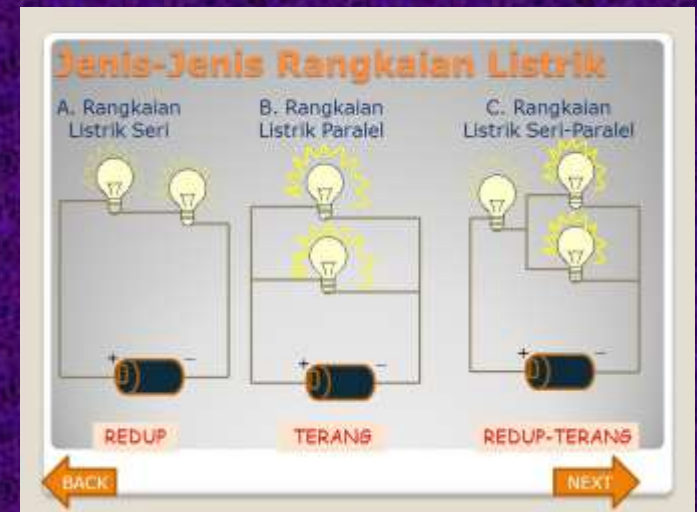 Jenis-Jenis Rangkaian Listrik
A. Rangkaian
Listrik Seri
B. Rangkaian
Listrik Paralel
C. Rangkaian
Listrik Seri-Paralel
+ −
+ −
+ −
REDUP
TERANG
REDUP-TERANG
BACK
NEXT